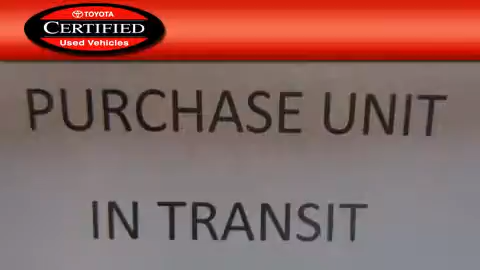 TOYOTA
CERTIFIED
Used Vehicles
PURCHASE UNIT
IN TRANSIT